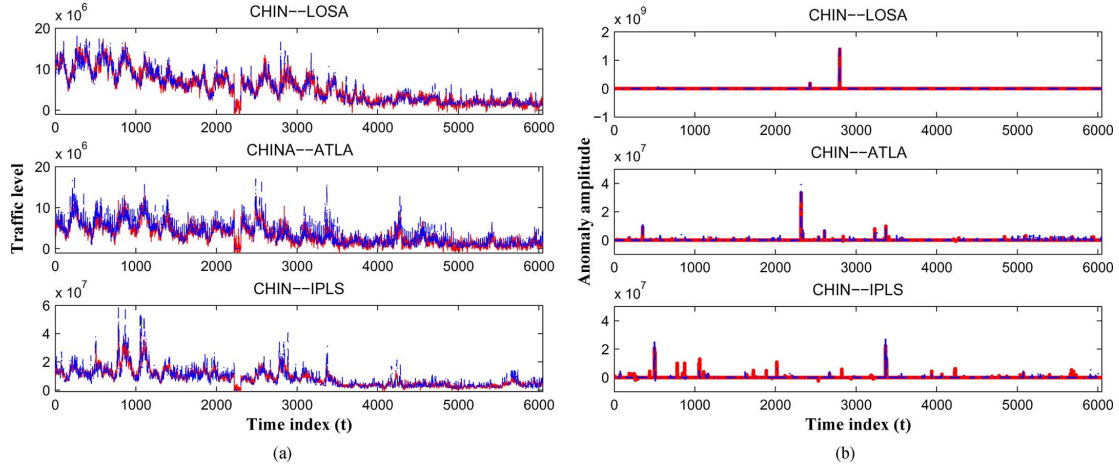 CHIN--LOSA
x 10^6
20
10
0
0 1000 2000 3000 4000 5000 6000
CHINA--ATLA
x 10^6
20
10
0
0 1000 2000 3000 4000 5000 6000
CHIN--IPLS
x 10^7
6
4
2
0
0 1000 2000 3000 4000 5000 6000
Traffic level
Time index (t)
(a)
CHIN--LOSA
x 10^9
2
1
0
−1
0 1000 2000 3000 4000 5000 6000
CHIN--ATLA
x 10^7
4
2
0
0 1000 2000 3000 4000 5000 6000
CHIN--IPLS
x 10^7
4
2
0
0 1000 2000 3000 4000 5000 6000
Anomaly amplitude
Time index (t)
(b)